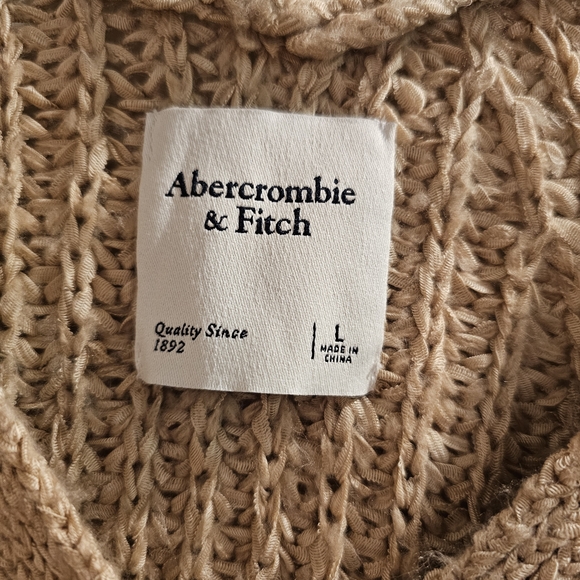 Abercrombie
& Fitch
Quality Since
1892
L
MADE IN
CHINA